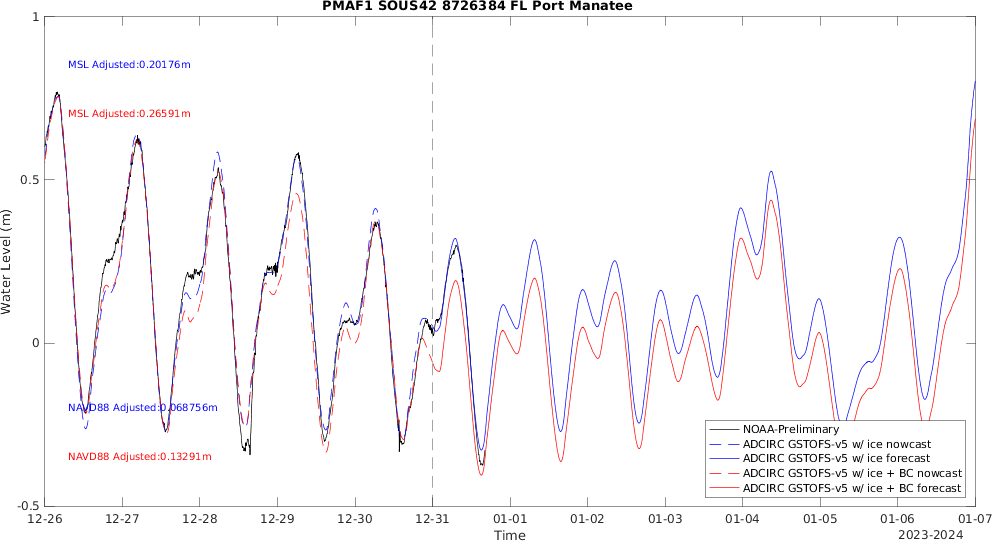 PMAF1 SOUS42 8726384 FL Port Manatee
1
MSL Adjusted:0.20176m
MSL Adjusted:0.26591m
0.5
Water Level (m)
0
NAVD88 Adjusted:0.068756m
NAVD88 Adjusted:0.13291m
NOAA-Preliminary
ADCIRC GSTOFS-v5 w/ ice nowcast
ADCIRC GSTOFS-v5 w/ ice forecast
ADCIRC GSTOFS-v5 w/ ice + BC nowcast
ADCIRC GSTOFS-v5 w/ ice + BC forecast
-0.5
12-26 12-27 12-28 12-29 12-30 12-31 01-01 01-02 01-03 01-04 01-05 01-06 01-07
Time
2023-2024